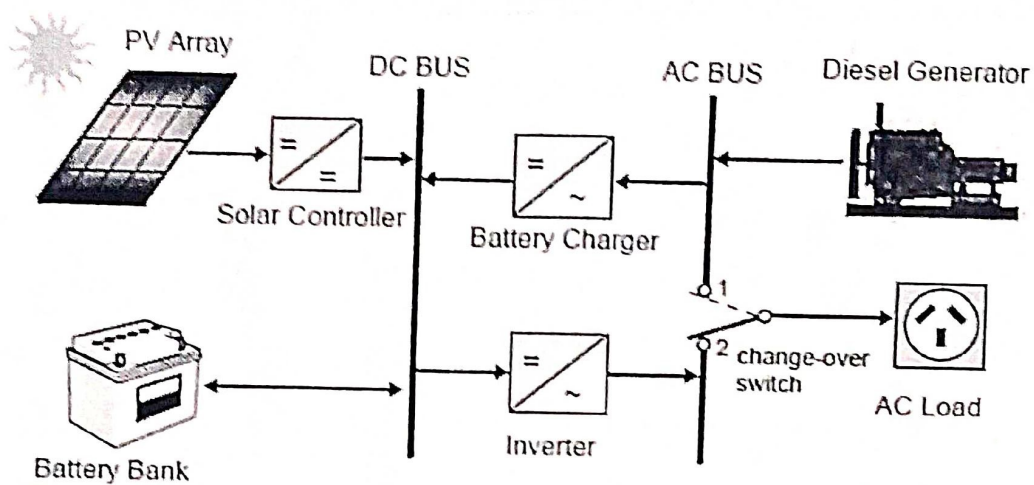 PV Array
DC BUS
AC BUS
Diesel Generator
=
=
Solar Controller
=
~
Battery Charger
1
2
change-over
switch
=
~
Inverter
AC Load
Battery Bank